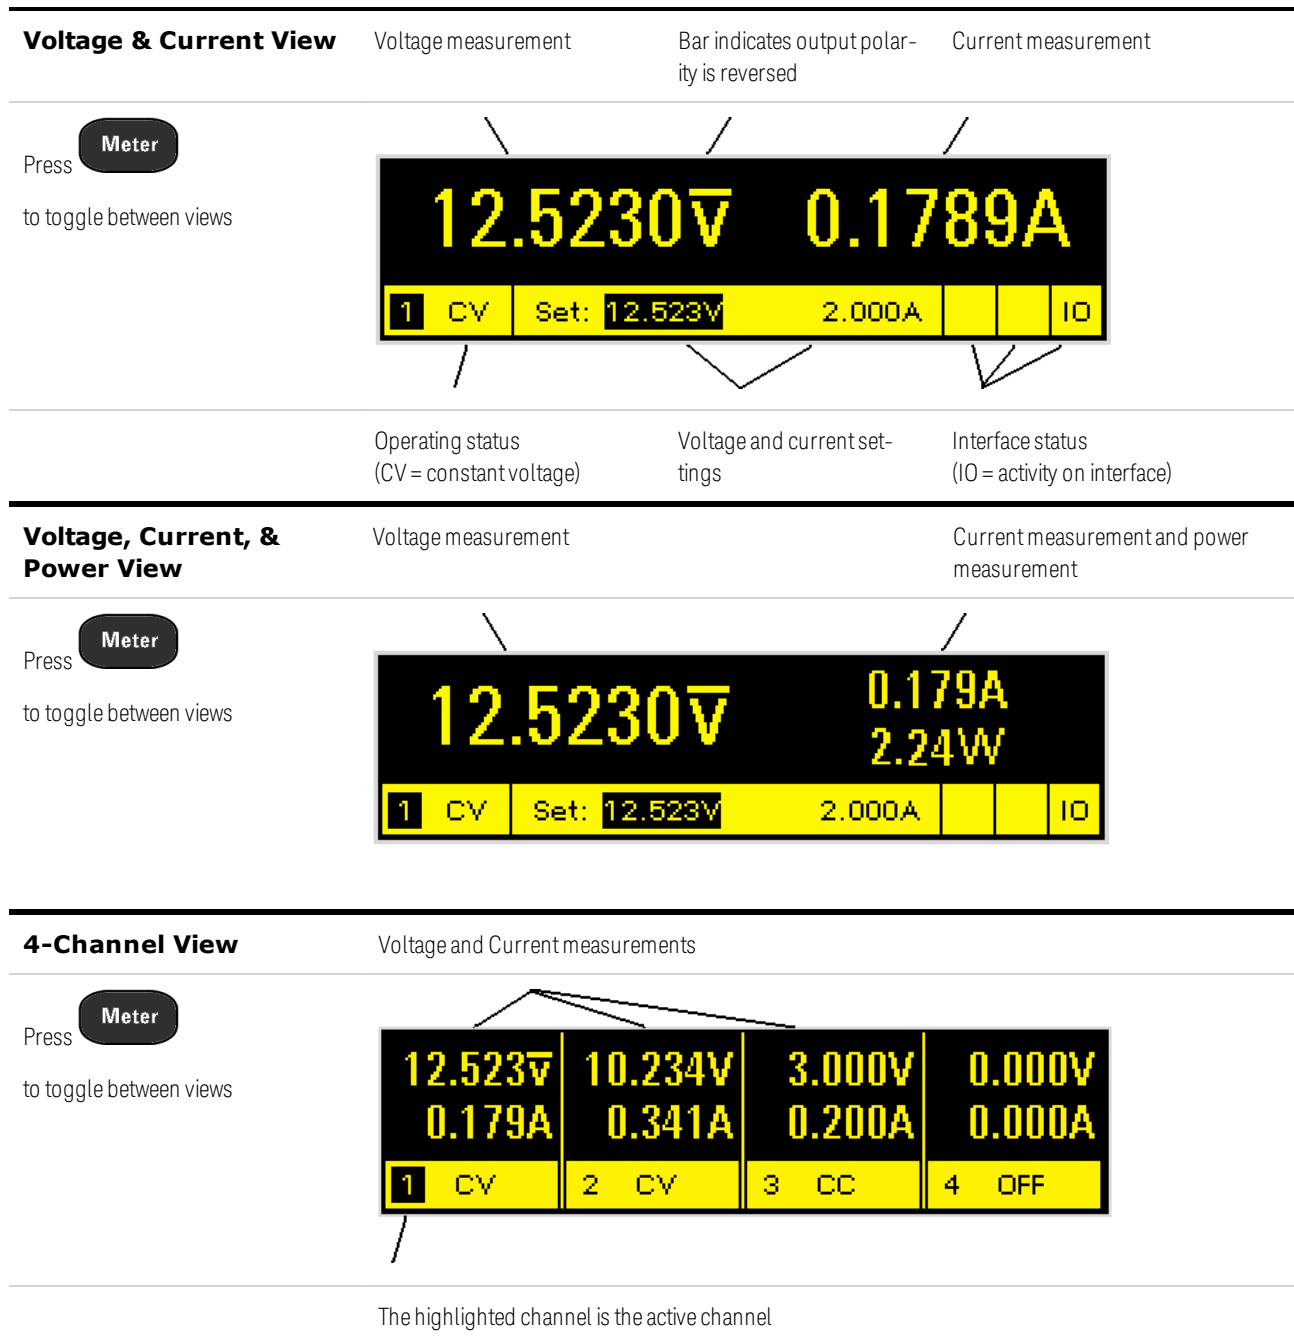 Voltage & Current View
Voltage measurement
Bar indicates output polar-
ity is reversed
Current measurement
Press Meter
to toggle between views
12.5230V̅ 0.1789A
1 CV Set: 12.523V 2.000A IO
Operating status
(CV = constant voltage)
Voltage and current set-
tings
Interface status
(IO = activity on interface)
Voltage, Current, &
Power View
Voltage measurement
Current measurement and power
measurement
Press Meter
to toggle between views
12.5230V̅ 0.179A
2.24W
1 CV Set: 12.523V 2.000A IO
4-Channel View
Voltage and Current measurements
Press Meter
to toggle between views
12.523V̅ 10.234V 3.000V 0.000V
0.179A 0.341A 0.200A 0.000A
1 CV 2 CV 3 CC 4 OFF
The highlighted channel is the active channel